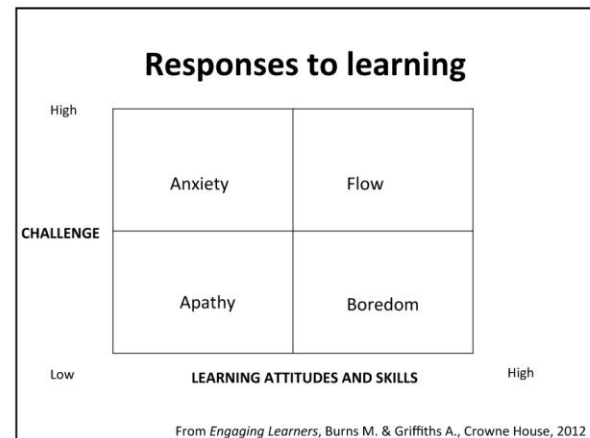 Responses to learning
High
Anxiety
Flow
CHALLENGE
Apathy
Boredom
Low
LEARNING ATTITUDES AND SKILLS
High
From Engaging Learners, Burns M. & Griffiths A., Crowne House, 2012